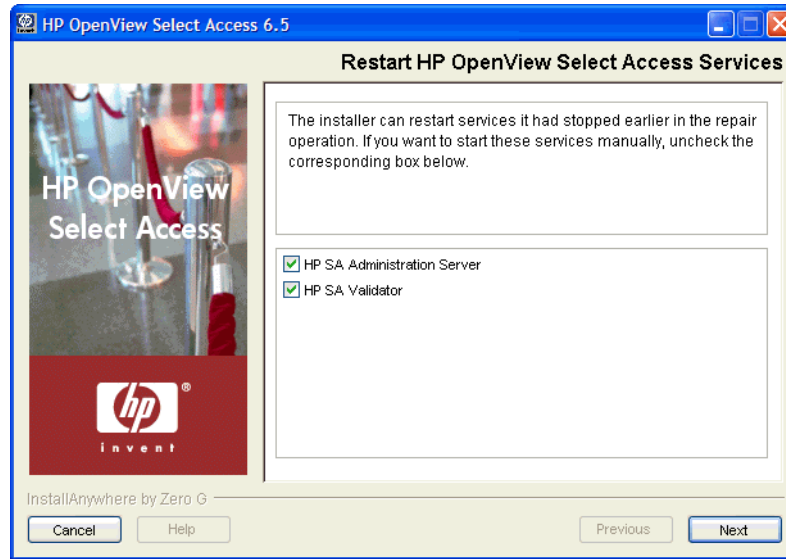 HP OpenView Select Access 6.5
Restart HP OpenView Select Access Services
HP OpenView
Select Access
hp
®
invent
The installer can restart services it had stopped earlier in the repair
operation. If you want to start these services manually, uncheck the
corresponding box below.
HP SA Administration Server
HP SA Validator
InstallAnywhere by Zero G
Cancel
Help
Previous
Next